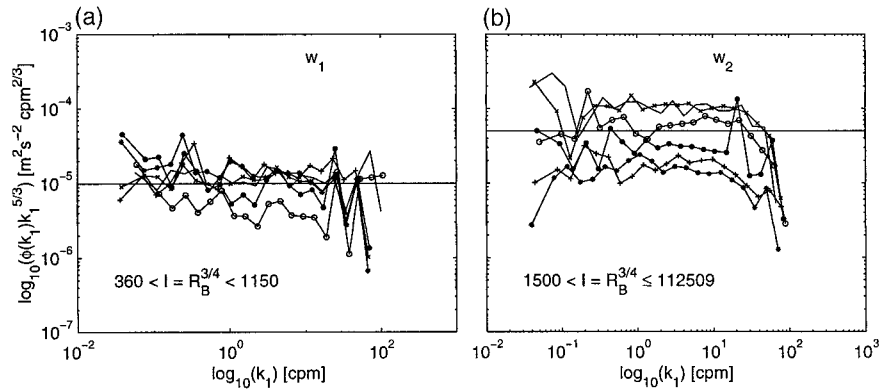 (a)
(b)
w₁
w₂
log₁₀(ϕ(k₁)k₁^5/3) [m²s⁻² cpm^2/3]
10⁻³
10⁻⁴
10⁻⁵
10⁻⁶
10⁻⁷
360 < I = R_B^3/4 < 1150
1500 < I = R_B^3/4 ≤ 112509
10⁻² 10⁰ 10²
10⁻² 10⁻¹ 10⁰ 10¹ 10² 10³
log₁₀(k₁) [cpm]
log₁₀(k₁) [cpm]